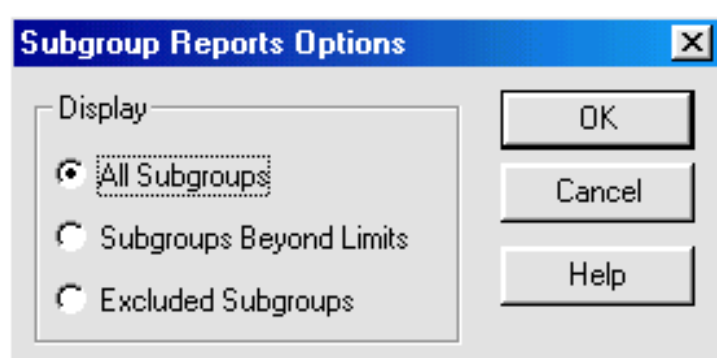 Subgroup Reports Options
Display
All Subgroups
Subgroups Beyond Limits
Excluded Subgroups
OK
Cancel
Help